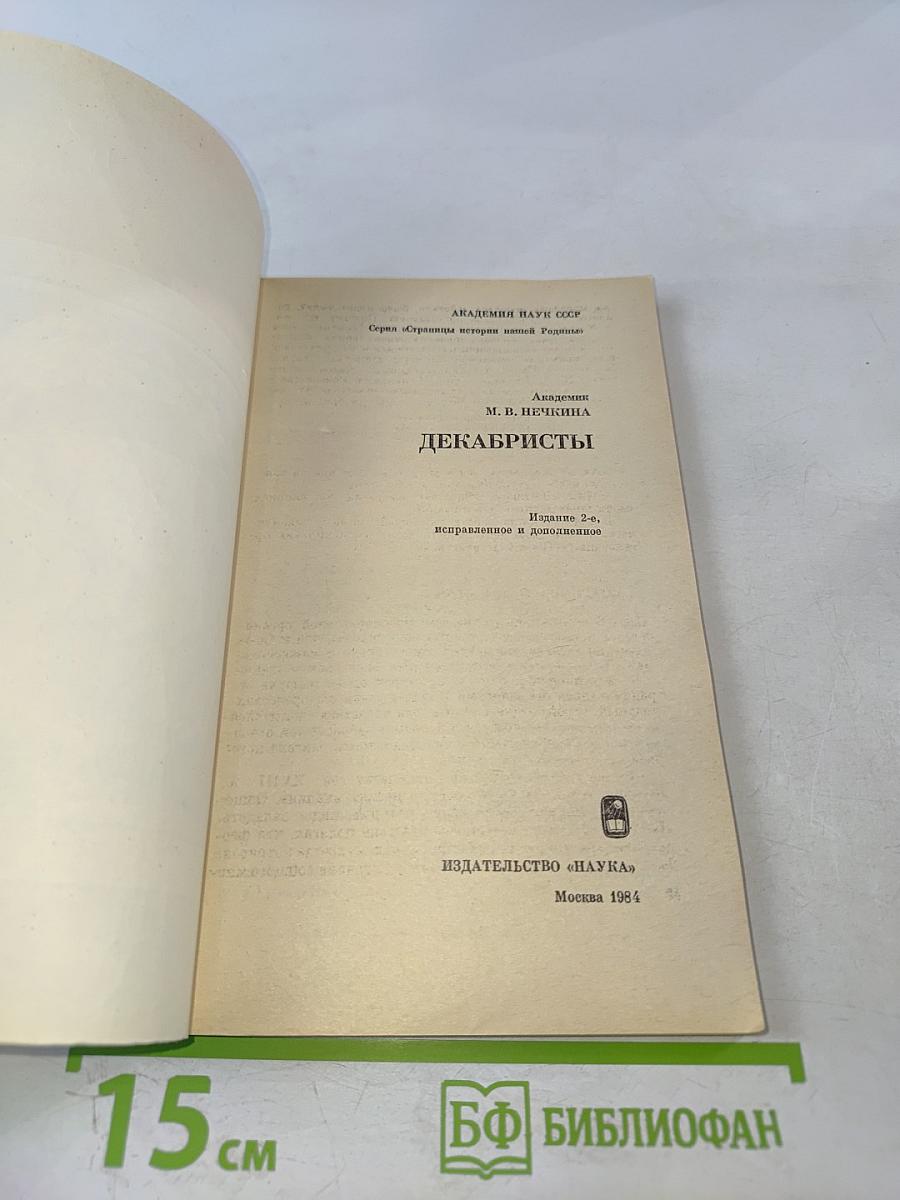 АКАДЕМИЯ НАУК СССР
Серия «Страницы истории нашей Родины»
Академик
М. В. НЕЧКИНА
ДЕКАБРИСТЫ
Издание 2-е,
исправленное и дополненное
ИЗДАТЕЛЬСТВО «НАУКА»
Москва 1984
15 см
БФ БИБЛИОФАН